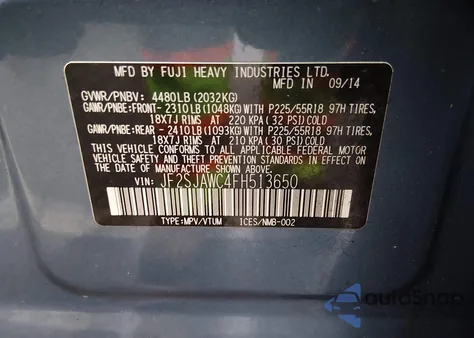 MFD BY FUJI HEAVY INDUSTRIES LTD.
MFD IN 09/14
GVWR/PNBV: 4480LB (2032KG)
GAWR/PNBE:FRONT-2310LB (1048KG)WITH P225/55R18 97H TIRES,
18X7J RIMS AT 220 KPA (32 PSI) COLD
GAWR/PNBE:REAR -2410LB (1093KG)WITH P225/55R18 97H TIRES,
18X7J RIMS AT 210 KPA (30 PSI) COLD
THIS VEHICLE CONFORMS TO ALL APPLICABLE
FEDERAL MOTOR VEHICLE SAFETY, BUMPER, AND
THEFT PREVENTION STANDARDS IN EFFECT ON THE
DATE OF MANUFACTURE SHOWN ABOVE.
VIN: JF2SJAWC4FH513650
TYPE:MPV/VTUM ICES/NMB-002
AutoSnap